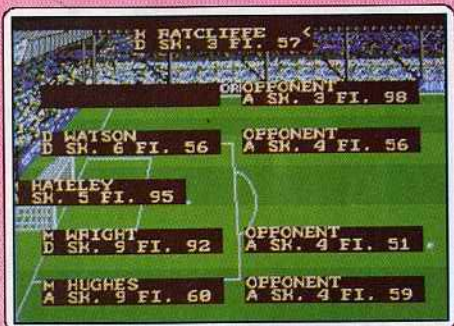 K RATCLIFFE <
D SK. 3 FI. 57
OPPONENT
A SK. 3 FI. 98
D WATSON
D SK. 6 FI. 56
OPPONENT
A SK. 4 FI. 56
HATELEY
SK. 5 FI. 95
M WRIGHT
D SK. 9 FI. 92
OPPONENT
A SK. 4 FI. 51
M HUGHES
A SK. 9 FI. 60
OPPONENT
A SK. 4 FI. 59